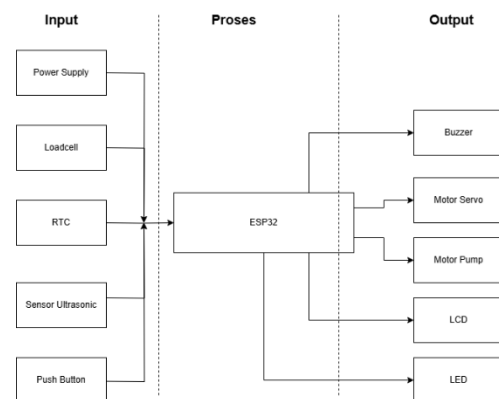 Input
Proses
Output
Power Supply
Loadcell
RTC
Sensor Ultrasonic
Push Button
ESP32
Buzzer
Motor Servo
Motor Pump
LCD
LED